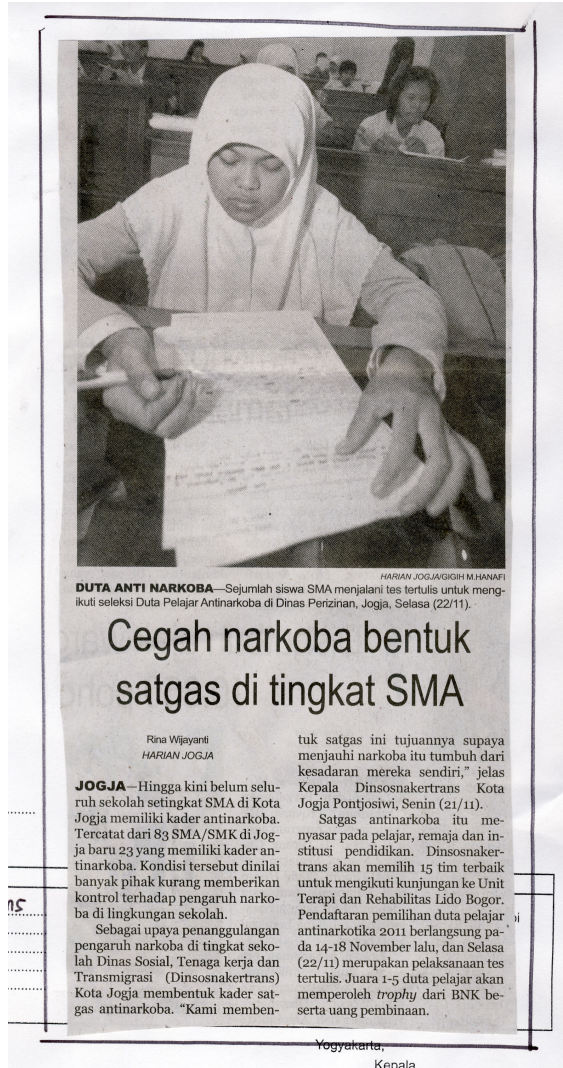 HARIAN JOGJA/GIGIH M.HANAFI
DUTA ANTI NARKOBA—Sejumlah siswa SMA menjalani tes tertulis untuk meng-
ikuti seleksi Duta Pelajar Antinarkoba di Dinas Perizinan, Jogja, Selasa (22/11).
Cegah narkoba bentuk
satgas di tingkat SMA
Rina Wijayanti
HARIAN JOGJA
JOGJA—Hingga kini belum selu-
ruh sekolah setingkat SMA di Kota
Jogja memiliki kader antinarkoba.
Tercatat dari 83 SMA/SMK di Jog-
ja baru 23 yang memiliki kader an-
tinarkoba. Kondisi tersebut dinilai
banyak pihak kurang memberikan
kontrol terhadap pengaruh narko-
ba di lingkungan sekolah.
Sebagai upaya penanggulangan
pengaruh narkoba di tingkat seko-
lah Dinas Sosial, Tenaga kerja dan
Transmigrasi (Dinsosnakertrans)
Kota Jogja membentuk kader sat-
gas antinarkoba. “Kami memben-
tuk satgas ini tujuannya supaya
menjauhi narkoba itu tumbuh dari
kesadaran mereka sendiri,” jelas
Kepala Dinsosnakertrans Kota
Jogja Pontjosiwi, Senin (21/11).
Satgas antinarkoba itu me-
nyasar pada pelajar, remaja dan in-
stitusi pendidikan. Dinsosnaker-
trans akan memilih 15 tim terbaik
untuk mengikuti kunjungan ke Unit
Terapi dan Rehabilitas Lido Bogor.
Pendaftaran pemilihan duta pelajar
antinarkotika 2011 berlangsung pa-
da 14-18 November lalu, dan Selasa
(22/11) merupakan pelaksanaan tes
tertulis. Juara 1-5 duta pelajar akan
memperoleh trophy dari BNK be-
serta uang pembinaan.
Yogyakarta,
Kepala